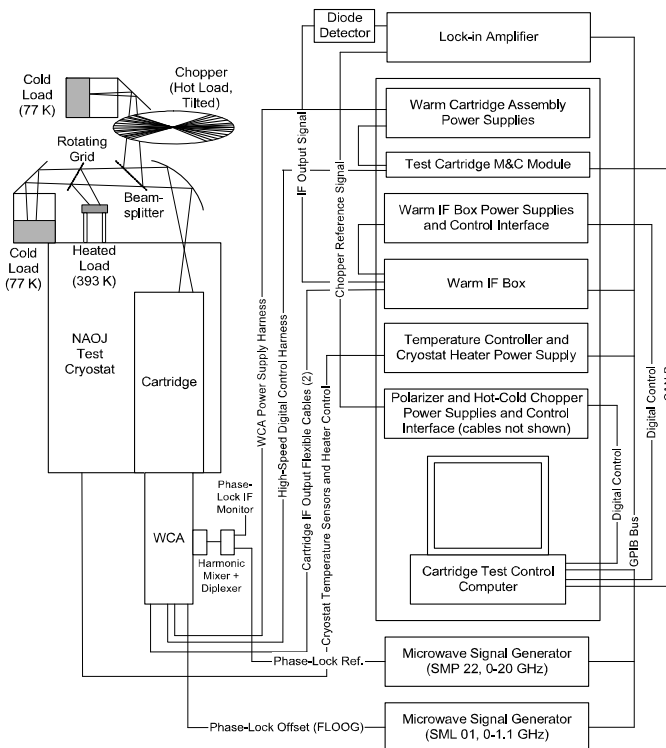 Diode
Detector
Lock-in Amplifier
Cold
Load
(77 K)
Chopper
(Hot Load,
Tilted)
Rotating
Grid
Beam-
splitter
Cold
Load
(77 K)
Heated
Load
(393 K)
NAOJ
Test
Cryostat
Cartridge
WCA
Phase-
Lock IF
Monitor
Harmonic
Mixer +
Diplexer
IF Output Signal
Chopper Reference Signal
WCA Power Supply Harness
High-Speed Digital Control Harness
Cartridge IF Output Flexible Cables (2)
Cryostat Temperature Sensors and Heater Control
Warm Cartridge Assembly
Power Supplies
Test Cartridge M&C Module
Warm IF Box Power Supplies
and Control Interface
Warm IF Box
Temperature Controller and
Cryostat Heater Power Supply
Polarizer and Hot-Cold Chopper
Power Supplies and Control
Interface (cables not shown)
Cartridge Test Control
Computer
Digital Control
GPIB Bus
Digital Control
Phase-Lock Ref.
Microwave Signal Generator
(SMP 22, 0-20 GHz)
Phase-Lock Offset (FLOOG)
Microwave Signal Generator
(SML 01, 0-1.1 GHz)